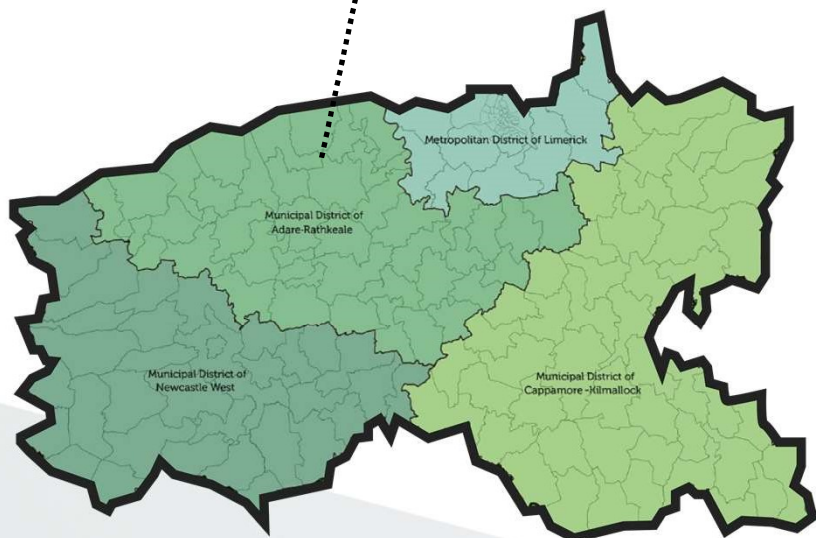 Metropolitan District of Limerick
Municipal District of
Adare-Rathkeale
Municipal District of
Newcastle West
Municipal District of
Cappamore -Kilmallock